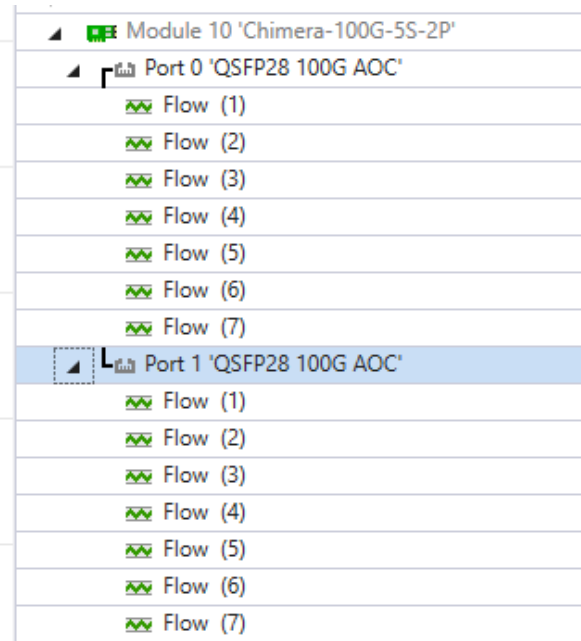 Module 10 'Chimera-100G-5S-2P'
Port 0 'QSFP28 100G AOC'
Flow (1)
Flow (2)
Flow (3)
Flow (4)
Flow (5)
Flow (6)
Flow (7)
Port 1 'QSFP28 100G AOC'
Flow (1)
Flow (2)
Flow (3)
Flow (4)
Flow (5)
Flow (6)
Flow (7)